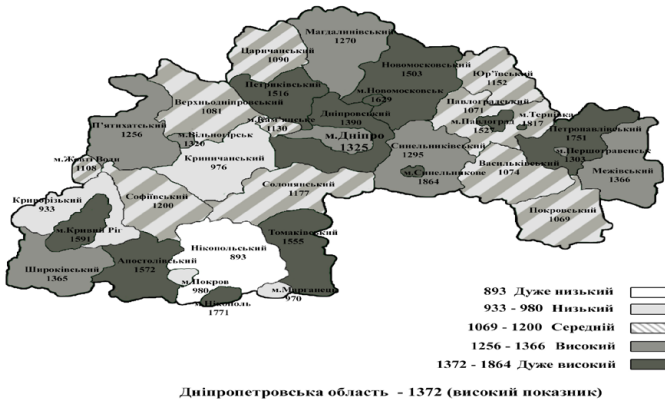 Магдалинівський
1270
Царичанський
1090
Новомосковський
1503
Юр'ївський
1152
Петриківський
1516
м.Новомосковськ
1629
Верхньодніпровський
1081
Павлоградський
1071
Дніпровський
1390
м.Тернівка
1817
м.Кам'янське
1130
м.Павлоград
1527
П'ятихатський
1256
м.Вільногірськ
1320
м.Дніпро
1325
Петропавлівський
1751
Синельниківський
1295
м.Першотравенськ
1303
Криничанський
976
м.Жовті Води
1108
Васильківський
1074
Межівський
1366
м.Синельникове
1864
Солонянський
1177
Криворізький
933
Софіївський
1200
Покровський
1069
м.Кривий Ріг
1591
Томаківський
1555
Нікопольський
893
Апостолівський
1572
Широківський
1365
м.Покров
980
м.Марганець
970
м.Нікополь
1771
893 Дуже низький
933 - 980 Низький
1069 - 1200 Середній
1256 - 1366 Високий
1372 - 1864 Дуже високий
Дніпропетровська область - 1372 (високий показник)